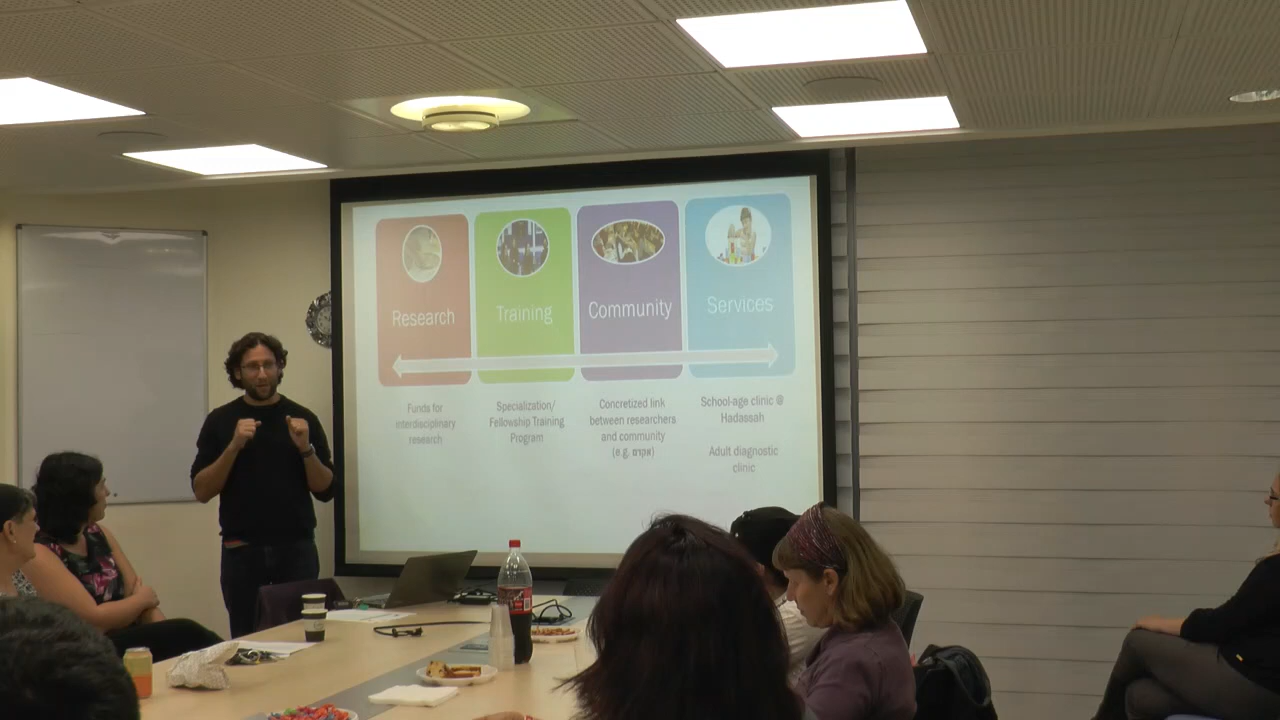 Research
Training
Community
Services
Funds for
interdisciplinary
research
Specialization/
Fellowship Training
Program
Concretized link
between researchers
and community
(e.g. אקדם)
School-age clinic @
Hadassah
Adult diagnostic
clinic